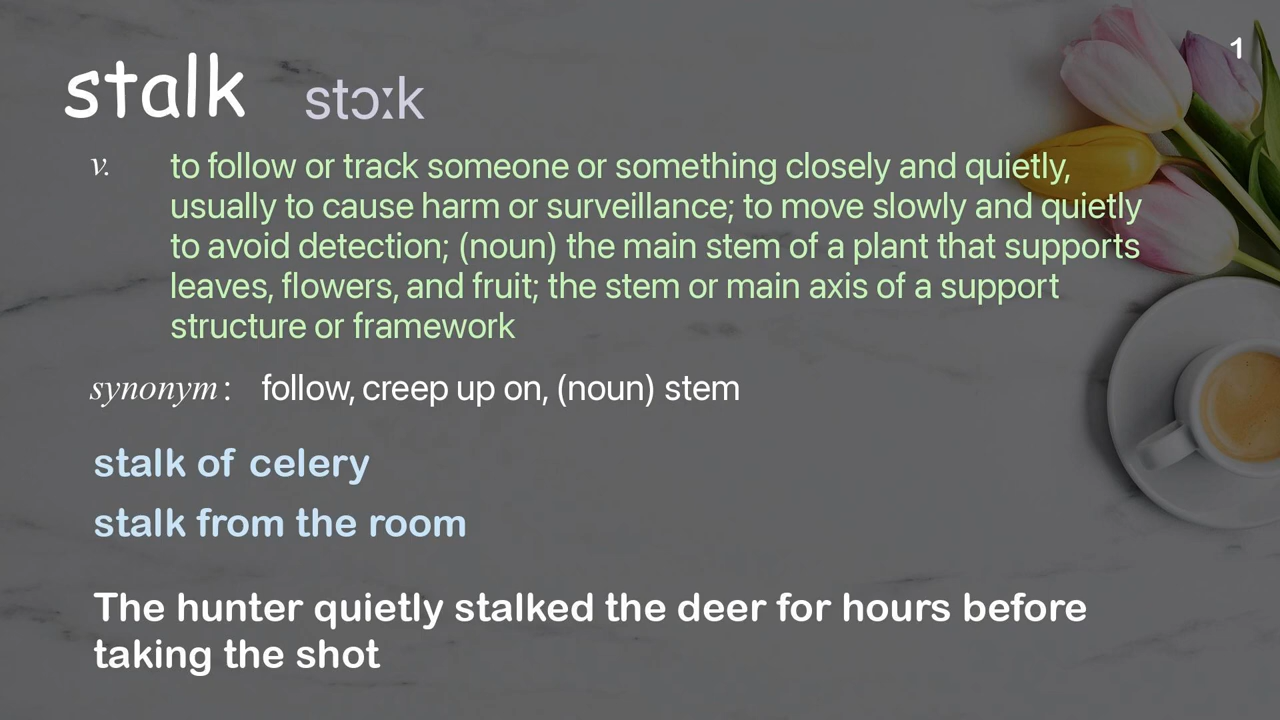 1
stalk stɔːk
v. to follow or track someone or something closely and quietly,
usually to cause harm or surveillance; to move slowly and quietly
to avoid detection; (noun) the main stem of a plant that supports
leaves, flowers, and fruit; the stem or main axis of a support
structure or framework
synonym: follow, creep up on, (noun) stem
stalk of celery
stalk from the room
The hunter quietly stalked the deer for hours before
taking the shot